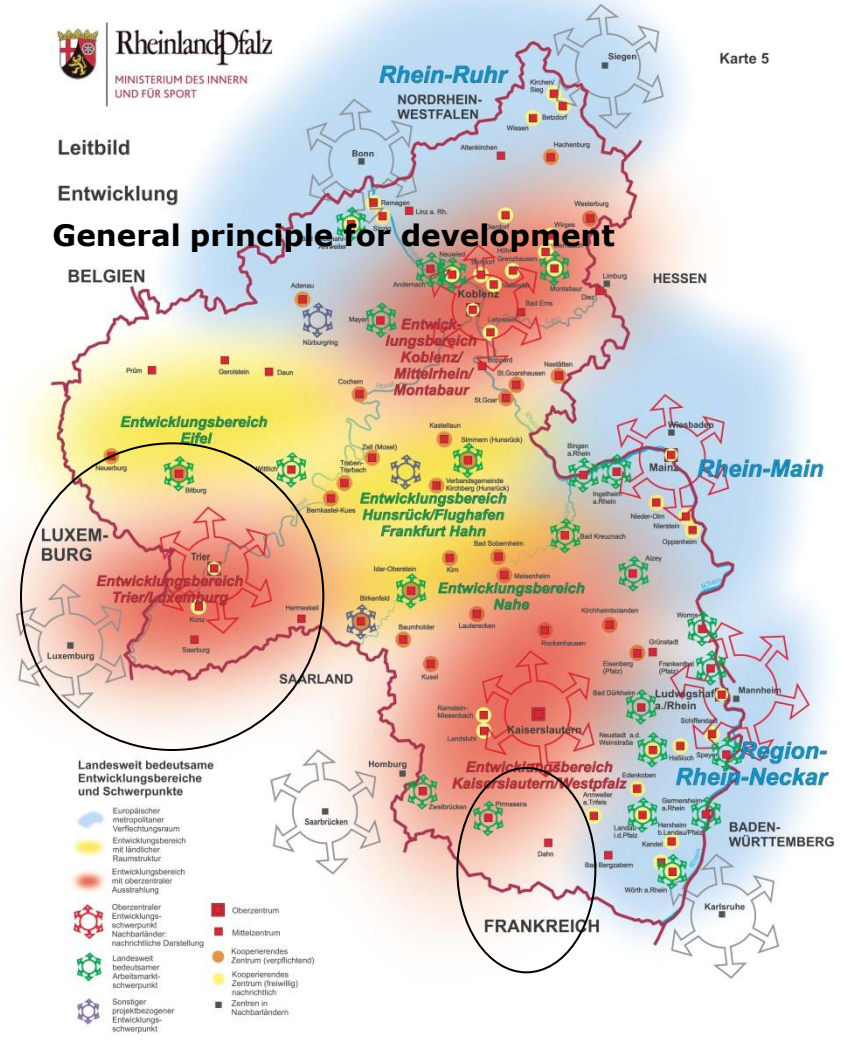 RheinlandPfalz
MINISTERIUM DES INNERN
UND FÜR SPORT
Karte 5
Leitbild
Entwicklung
General principle for development
Rhein-Ruhr
NORDRHEIN-
WESTFALEN
Siegen
Kirchen/
Sieg
Betzdorf
Wissen
Altenkirchen
Hachenburg
Bonn
Remagen
Linz a. Rh.
Sinzig
Dierdorf
Westerburg
Wirges
BELGIEN
HESSEN
Adenau
Nürburgring
Mayen
Andernach
Neuwied
Bendorf
Grenzhausen
Vallendar
Montabaur
Koblenz
Lahnstein
Bad Ems
Limburg
Diez
Entwick-
lungsbereich
Koblenz/
Mittelrhein/
Montabaur
Boppard
St.Goarshausen
Nastätten
St.Goar
Prüm
Gerolstein
Daun
Cochem
Mosel
Entwicklungsbereich
Eifel
Neuerburg
Bitburg
Wittlich
Kastellaun
Zell (Mosel)
Simmern (Hunsrück)
Traben-
Trarbach
Verbandsgemeinde
Kirchberg (Hunsrück)
Bernkastel-Kues
Entwicklungsbereich
Hunsrück/Flughafen
Frankfurt Hahn
Wiesbaden
Mainz
Rhein-Main
Bingen
a.Rhein
Ingelheim
a.Rhein
Nieder-Olm
Nierstein
Oppenheim
Bad Kreuznach
Alzey
Rhein
LUXEM-
BURG
Trier
Entwicklungsbereich
Trier/Luxemburg
Konz
Saarburg
Hermeskeil
Luxemburg
SAARLAND
Idar-Oberstein
Birkenfeld
Baumholder
Kirn
Bad Sobernheim
Meisenheim
Entwicklungsbereich
Nahe
Lauterecken
Kusel
Rockenhausen
Kirchheimbolanden
Worms
Grünstadt
Eisenberg
(Pfalz)
Frankenthal
(Pfalz)
Bad Dürkheim
Ludwigshafen
a./Rhein
Mannheim
Ramstein-
Miesenbach
Landstuhl
Kaiserslautern
Entwicklungsbereich
Kaiserslautern/Westpfalz
Neustadt a.d.
Weinstraße
Haßloch
Schifferstadt
Speyer
Region-
Rhein-Neckar
Homburg
Zweibrücken
Pirmasens
Dahn
Annweiler
a.Trifels
Edenkoben
Germersheim
a.Rhein
Landau
i.d.Pfalz
Herxheim
b.Landau/Pfalz
Kandel
Bad Bergzabern
Wörth a.Rhein
Rhein
BADEN-
WÜRTTEMBERG
Karlsruhe
Saarbrücken
FRANKREICH
Landesweit bedeutsame
Entwicklungsbereiche
und Schwerpunkte
Europäischer
metropolitaner
Verflechtungsraum
Entwicklungsbereich
mit ländlicher
Raumstruktur
Entwicklungsbereich
mit oberzentraler
Ausstrahlung
Oberzentraler
Entwicklungs-
schwerpunkt
Nachbarländer:
nachrichtliche Darstellung
Landesweit
bedeutsamer
Arbeitsmarkt-
schwerpunkt
Sonstiger
projektbezogener
Entwicklungs-
schwerpunkt
Oberzentrum
Mittelzentrum
Kooperierendes
Zentrum (verpflichtend)
Kooperierendes
Zentrum (freiwillig)
nachrichtlich
Zentren in
Nachbarländern